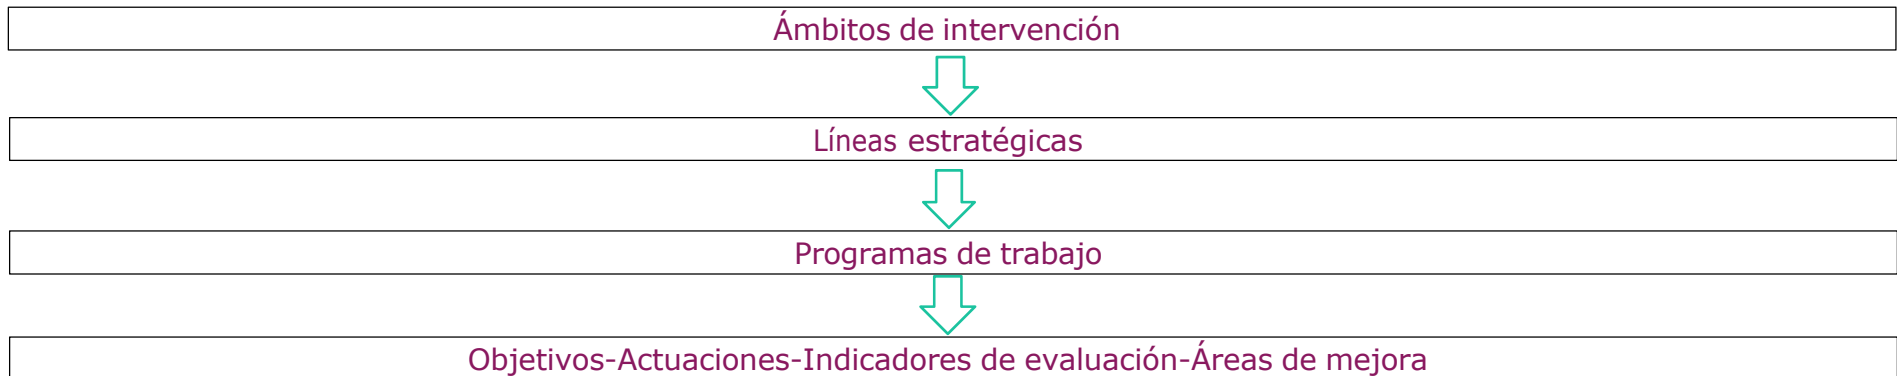 Ámbitos de intervención
Líneas estratégicas
Programas de trabajo
Objetivos-Actuaciones-Indicadores de evaluación-Áreas de mejora